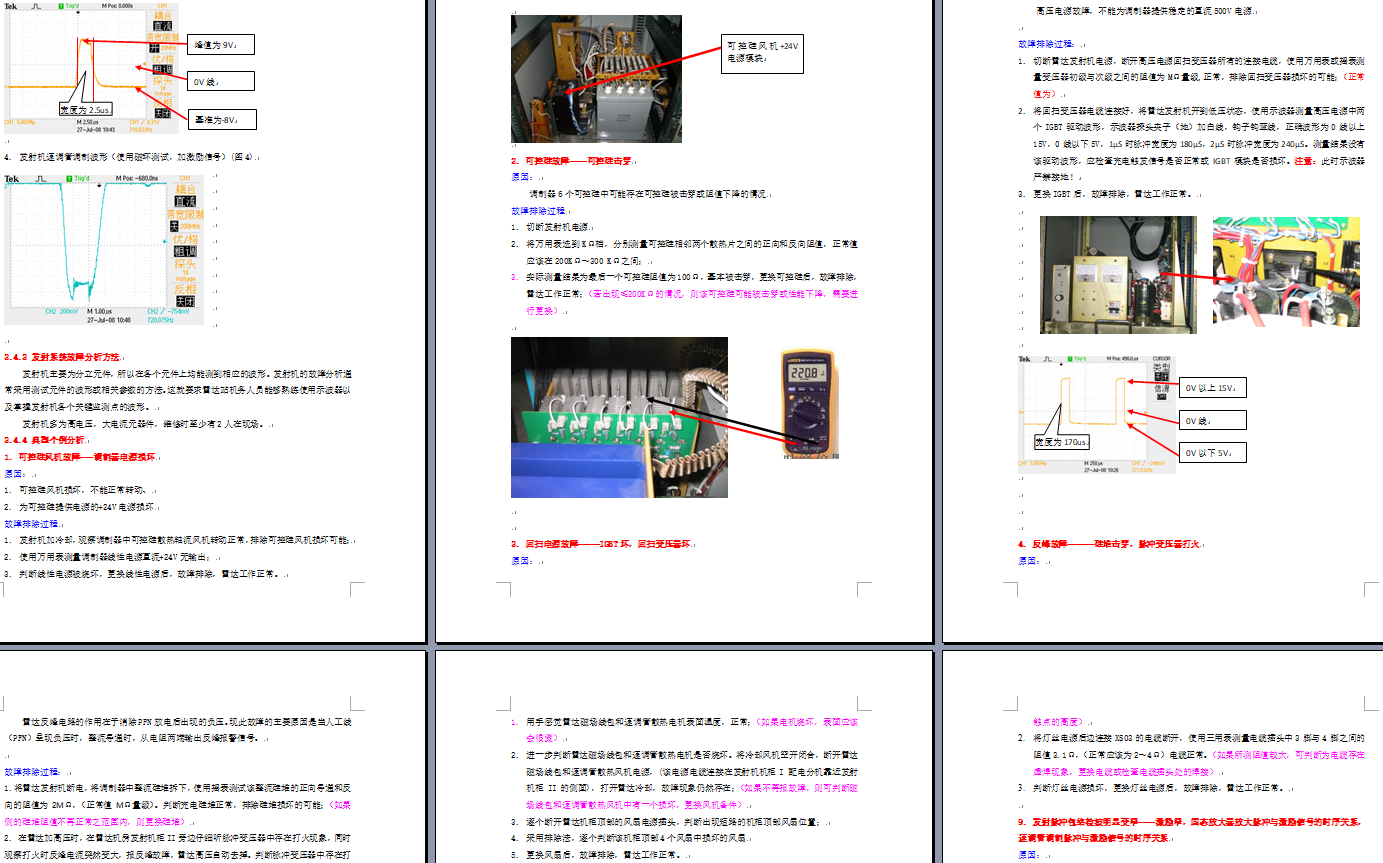 Tek Trig'd M Pos: 0.000s CH1
耦合
直流
带宽限制
开 200MHz
伏/格
粗调
探头
1X
Voltage
反相
关闭
CH1 5.00VBw M 2.50us
27-Jul-08 10:43
峰值为 9V
0V 线
宽度为 2.5us
基准为-8V
4. 发射机速调管调制波形（使用磁环测试，加激励信号）(图 4)
Tek Trig'd M Pos: -680.0ns CH1
耦合
直流
带宽限制
关 200MHz
伏/格
粗调
探头
1X
Voltage
反相
关闭
CH2 200mV M 1.00us CH2 -754mV
27-Jul-08 10:48 720.075Hz
3.4.3 发射系统故障分析方法
发射机主要为分立元件，所以在各个元件上均能测到相应的波形。发射机的故障分析通
常采用测试元件的波形或相关参数的方法。这就要求雷达站机务人员能够熟练使用示波器以
及掌握发射机各个关键监测点的波形。
发射机多为高电压，大电流元器件，维修时至少有 2 人在现场。
3.4.4 典型个例分析
1. 可控硅风机故障——调制器电源损坏
原因：
1. 可控硅风机损坏，不能正常转动、
2. 为可控硅提供电源的+24V 电源损坏
故障排除过程
1. 发射机加冷却，观察调制器中可控硅散热轴流风机转动正常，排除可控硅风机损坏可能；
2. 使用万用表测量调制器线性电源直流+24V 无输出；
3. 判断线性电源被烧坏，更换线性电源后，故障排除，雷达工作正常。
可控硅风机+24V
电源模块
2. 可控硅故障——可控硅击穿
原因：
调制器 6 个可控硅中可能存在可控硅被击穿或阻值下降的情况
故障排除过程
1. 切断发射机电源
2. 将万用表选到 KΩ档，分别测量可控硅相邻两个散热片之间的正向和反向阻值，正常值
应该在 200KΩ～300 KΩ之间；
3. 实际测量结果为最后一个可控硅阻值为 100Ω，基本被击穿，更换可控硅后，故障排除，
雷达工作正常；（若出现≤200KΩ的情况，则该可控硅可能被击穿或性能下降，需要进
行更换）
220.8
3. 回扫电源故障——IGBT 坏，回扫变压器坏
原因：
高压电源故障，不能为调制器提供稳定的直流 500V 电源
故障排除过程：
1. 切断雷达发射机电源，断开高压电源回扫变压器所有的连接电缆，使用万用表或摇表测
量变压器初级与次级之间的阻值为 MΩ量级，正常，排除回扫变压器损坏的可能；（正常
值为）
2. 将回扫变压器电缆连接好，将雷达发射机开到低压状态，使用示波器测量高压电源中两
个 IGBT 驱动波形，示波器探头夹子（地）加白线，钩子钩蓝线，正确波形为 0 线以上
15V，0 线以下 5V，1μS 时脉冲宽度为 180μS，2μS 时脉冲宽度为 240μS。测量结果没有
该驱动波形，应检查充电触发信号是否正常或 IGBT 模块是否损坏。注意：此时示波器
严禁接地！
3. 更换 IGBT 后，故障排除，雷达工作正常。
Tek Trig'd M Pos: 490.0us CURSOR
类型
关闭
信源
CH1
CH1 5.00VBw M 250us CH1 -240mV
27-Jul-08 10:26
宽度为 170us
0V 以上 15V
0V 线
0V 以下 5V
4. 反峰故障——硅堆击穿，脉冲变压器打火
原因：
雷达反峰电路的作用在于消除PFN 放电后出现的负压。现此故障的主要原因是当人工线
（PFN）呈现负压时，整流导通时，从电阻两端输出反峰报警信号。
故障排除过程：
1.将雷达发射机断电，将调制器中整流硅堆拆下，使用摇表测试该整流硅堆的正向导通和反
向的阻值为 2MΩ，（正常值 MΩ量级）。判断充电硅堆正常，排除硅堆损坏的可能；（如果
侧的硅堆阻值不再正常之范围内，则更换硅堆）
2. 在雷达加高压时，在雷达机房发射机柜 II 旁边仔细听脉冲变压器中存在打火现象，同时
观察打火时反峰电流突然变大，报反峰故障，雷达高压自动去掉。判断脉冲变压器中存在打
1. 用手感觉雷达磁场线包和速调管散热电机表面温度，正常；（如果电机烧坏，表面应该
会很烫）
2. 进一步判断雷达磁场线包和速调管散热电机是否烧坏。将冷却风机空开闭合，断开雷达
磁场线包和速调管散热风机电源，(该电源电缆连接在发射机机柜 I 配电分机靠近发射
机柜 II 的侧面)，打开雷达冷却，故障现象仍然存在；（如果不再报故障，则可判断磁
场线包和速调管散热风机中有一个损坏，更换风机备件）
3. 逐个断开雷达机柜顶部的风扇电源插头，判断出短路的机柜顶部风扇位置；
4. 采用排除法，逐个判断该机柜顶部 4 个风扇中损坏的风扇
5. 更换风扇后，故障排除，雷达工作正常。
触点的高度）
2. 将灯丝电源后边连接 XS03 的电缆断开，使用三用表测量电缆插头中 3 脚与 4 脚之间的
阻值 3.1Ω，（正常应该为 2～4Ω）电缆正常。（如果所测阻值较大，可判断为电缆存在
虚焊现象，更换电缆或检查电缆插头处的焊接）
3. 判断灯丝电源损坏，更换灯丝电源后，故障排除，雷达工作正常。
9. 发射脉冲包络检波明显变窄——激励窄，固态放大器放大脉冲与激励信号的时序关系，
速调管调制脉冲与激励信号的时序关系
原因：